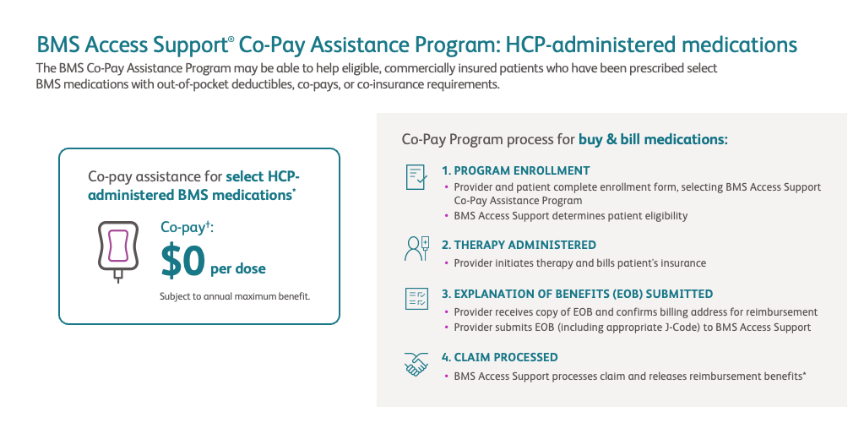 BMS Access Support® Co-Pay Assistance Program: HCP-administered medications
The BMS Co-Pay Assistance Program may be able to help eligible, commercially insured patients who have been prescribed select
BMS medications with out-of-pocket deductibles, co-pays, or co-insurance requirements.
Co-pay assistance for select HCP-
administered BMS medications*
Co-pay†:
$0 per dose
Subject to annual maximum benefit.
Co-Pay Program process for buy & bill medications:
1. PROGRAM ENROLLMENT
• Provider and patient complete enrollment form, selecting BMS Access Support
Co-Pay Assistance Program
• BMS Access Support determines patient eligibility
2. THERAPY ADMINISTERED
• Provider initiates therapy and bills patient's insurance
3. EXPLANATION OF BENEFITS (EOB) SUBMITTED
• Provider receives copy of EOB and confirms billing address for reimbursement
• Provider submits EOB (including appropriate J-Code) to BMS Access Support
4. CLAIM PROCESSED
• BMS Access Support processes claim and releases reimbursement benefits*